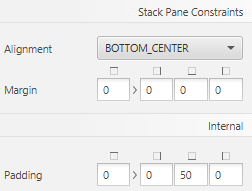 Stack Pane Constraints
Alignment BOTTOM_CENTER
Margin 0 > 0 0 0
Internal
Padding 0 > 0 50 0